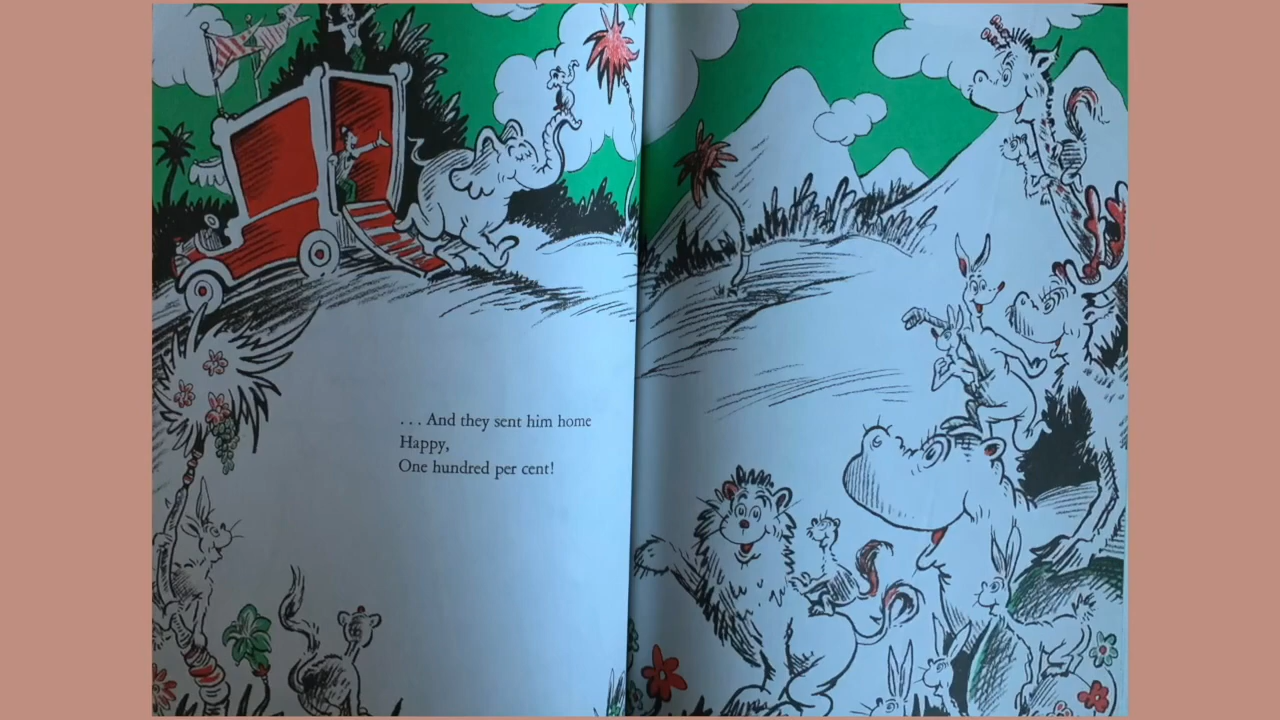 . . . And they sent him home
Happy,
One hundred per cent!